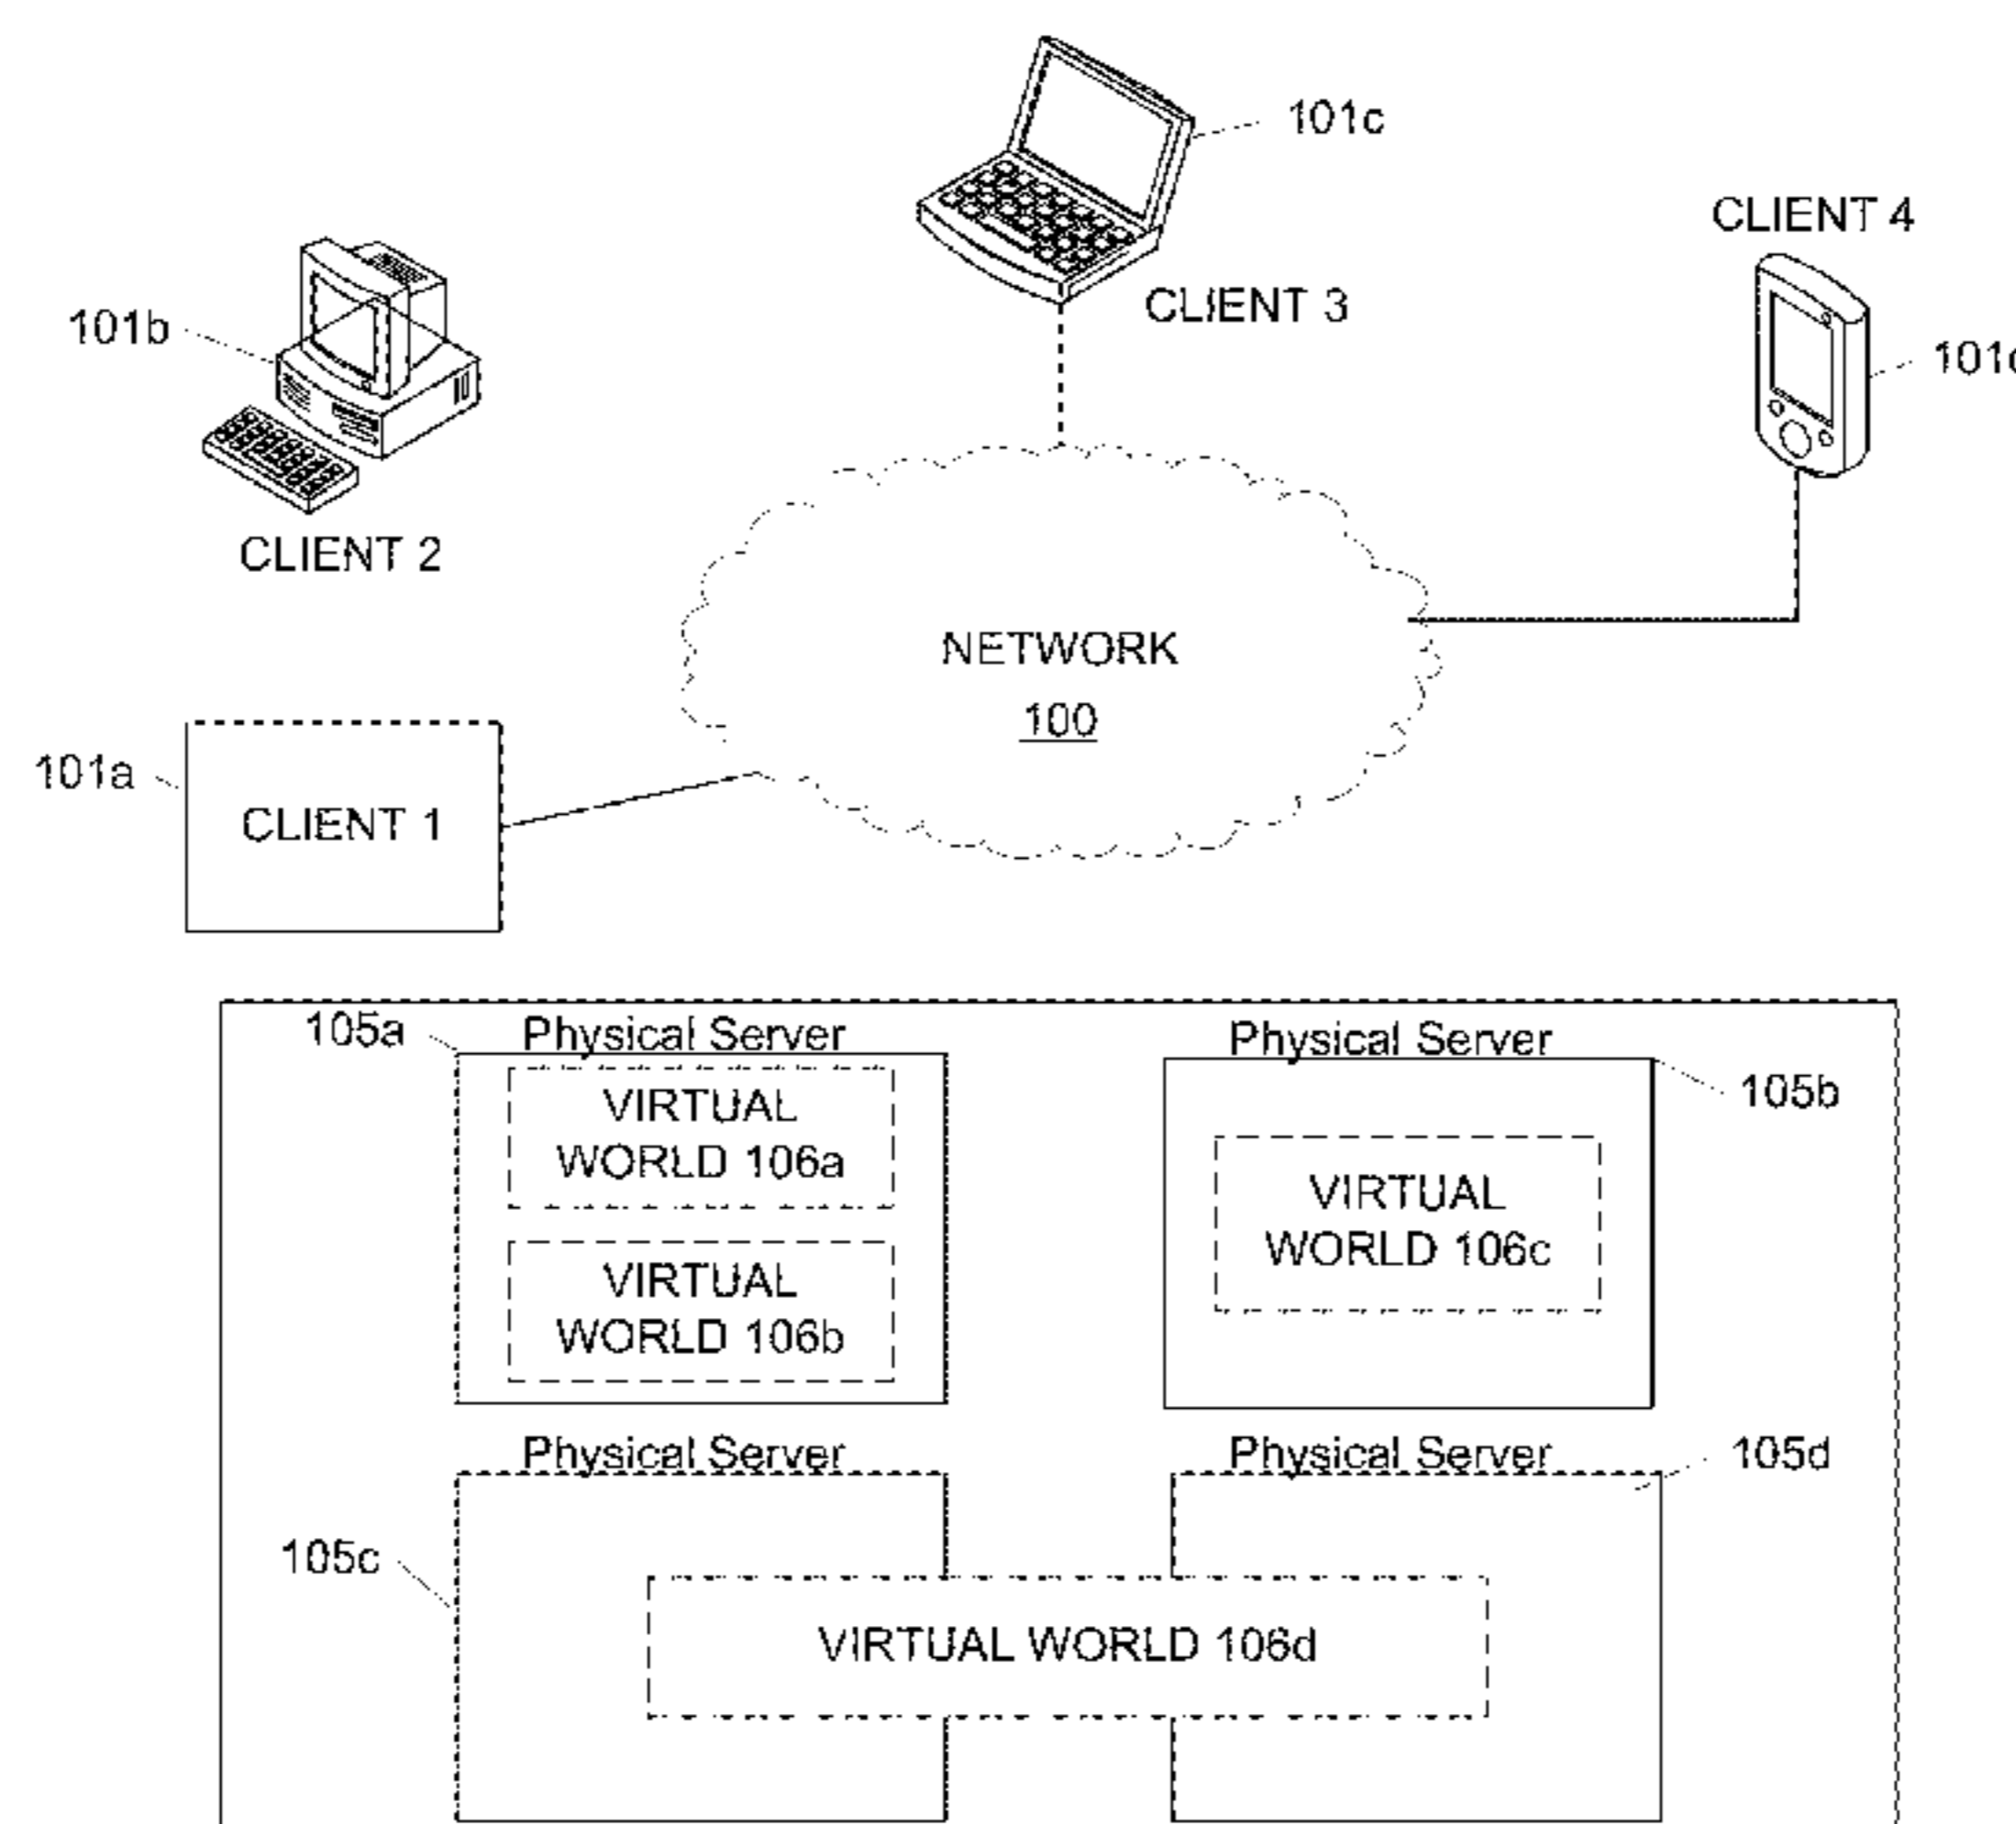 101c
CLIENT 4
101b
CLIENT 3
CLIENT 2
NETWORK
100
101a
CLIENT 1
105a
Physical Server
Physical Server
105b
VIRTUAL
WORLD 106a
VIRTUAL
WORLD 106c
VIRTUAL
WORLD 106b
Physical Server
Physical Server
105d
105c
VIRTUAL WORLD 106d